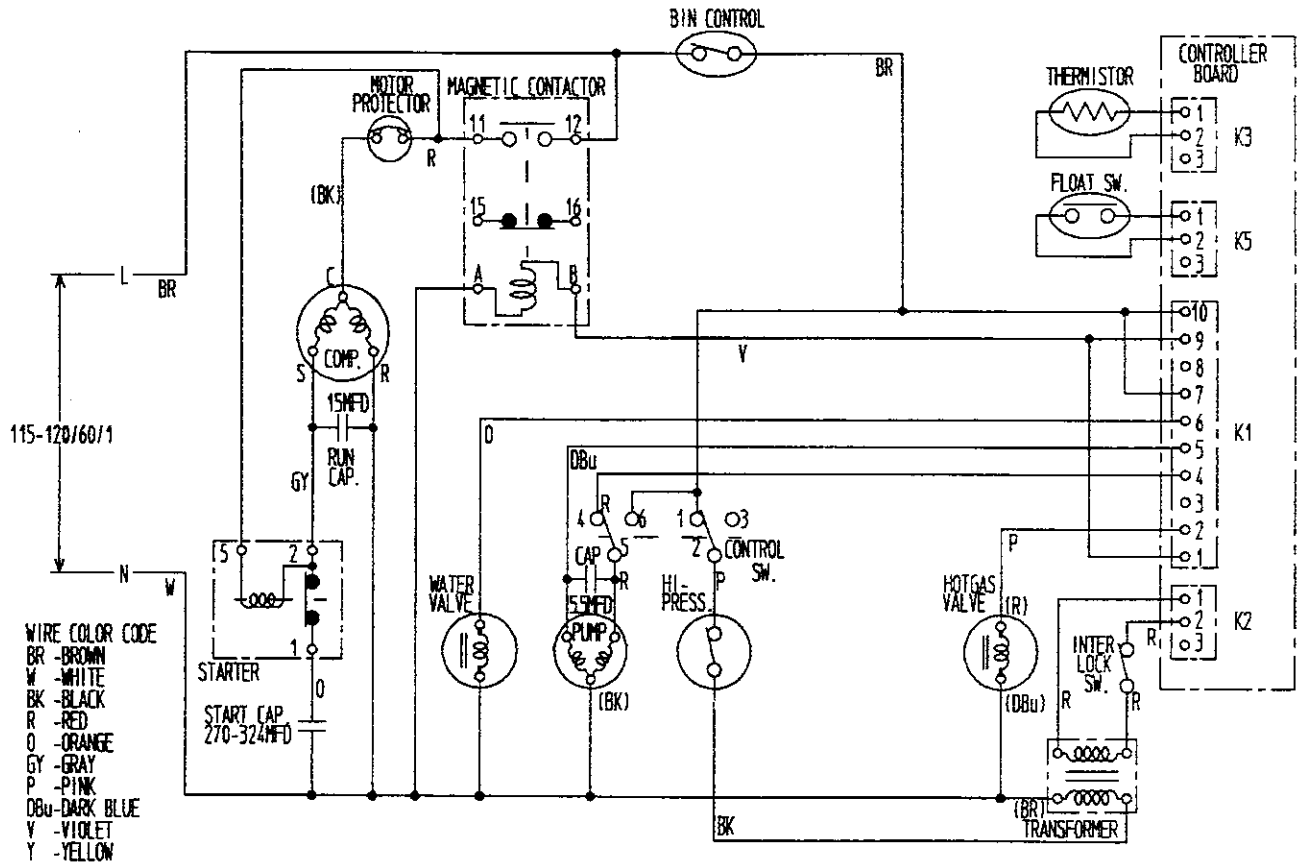 BIN CONTROL
CONTROLLER
BOARD
BR
THERMISTOR
MOTOR
PROTECTOR
MAGNETIC CONTACTOR
11 12
R
1
2
3
K3
(BK)
15 16
FLOAT SW.
1
2
3
K5
A B
L
BR
C
COMP.
S R
V
10
9
8
7
6
5
4
3
2
1
K1
115-120/60/1
15MFD
RUN
CAP.
GY
O
DBu
R
4 6 1 3
5 2
CONTROL
SW.
CAP
R
P
P
N
W
5 2
1
STARTER
WATER
VALVE
55MFD
PUMP
HI-
PRESS.
HOTGAS
VALVE
(R)
1
2
3
K2
R
INTER
LOCK
SW.
R R
WIRE COLOR CODE
BR -BROWN
W -WHITE
BK -BLACK
R -RED
O -ORANGE
GY -GRAY
P -PINK
DBu-DARK BLUE
V -VIOLET
Y -YELLOW
O
START CAP.
270-324MFD
(BK)
(DBu)
BK
(BR)
TRANSFORMER